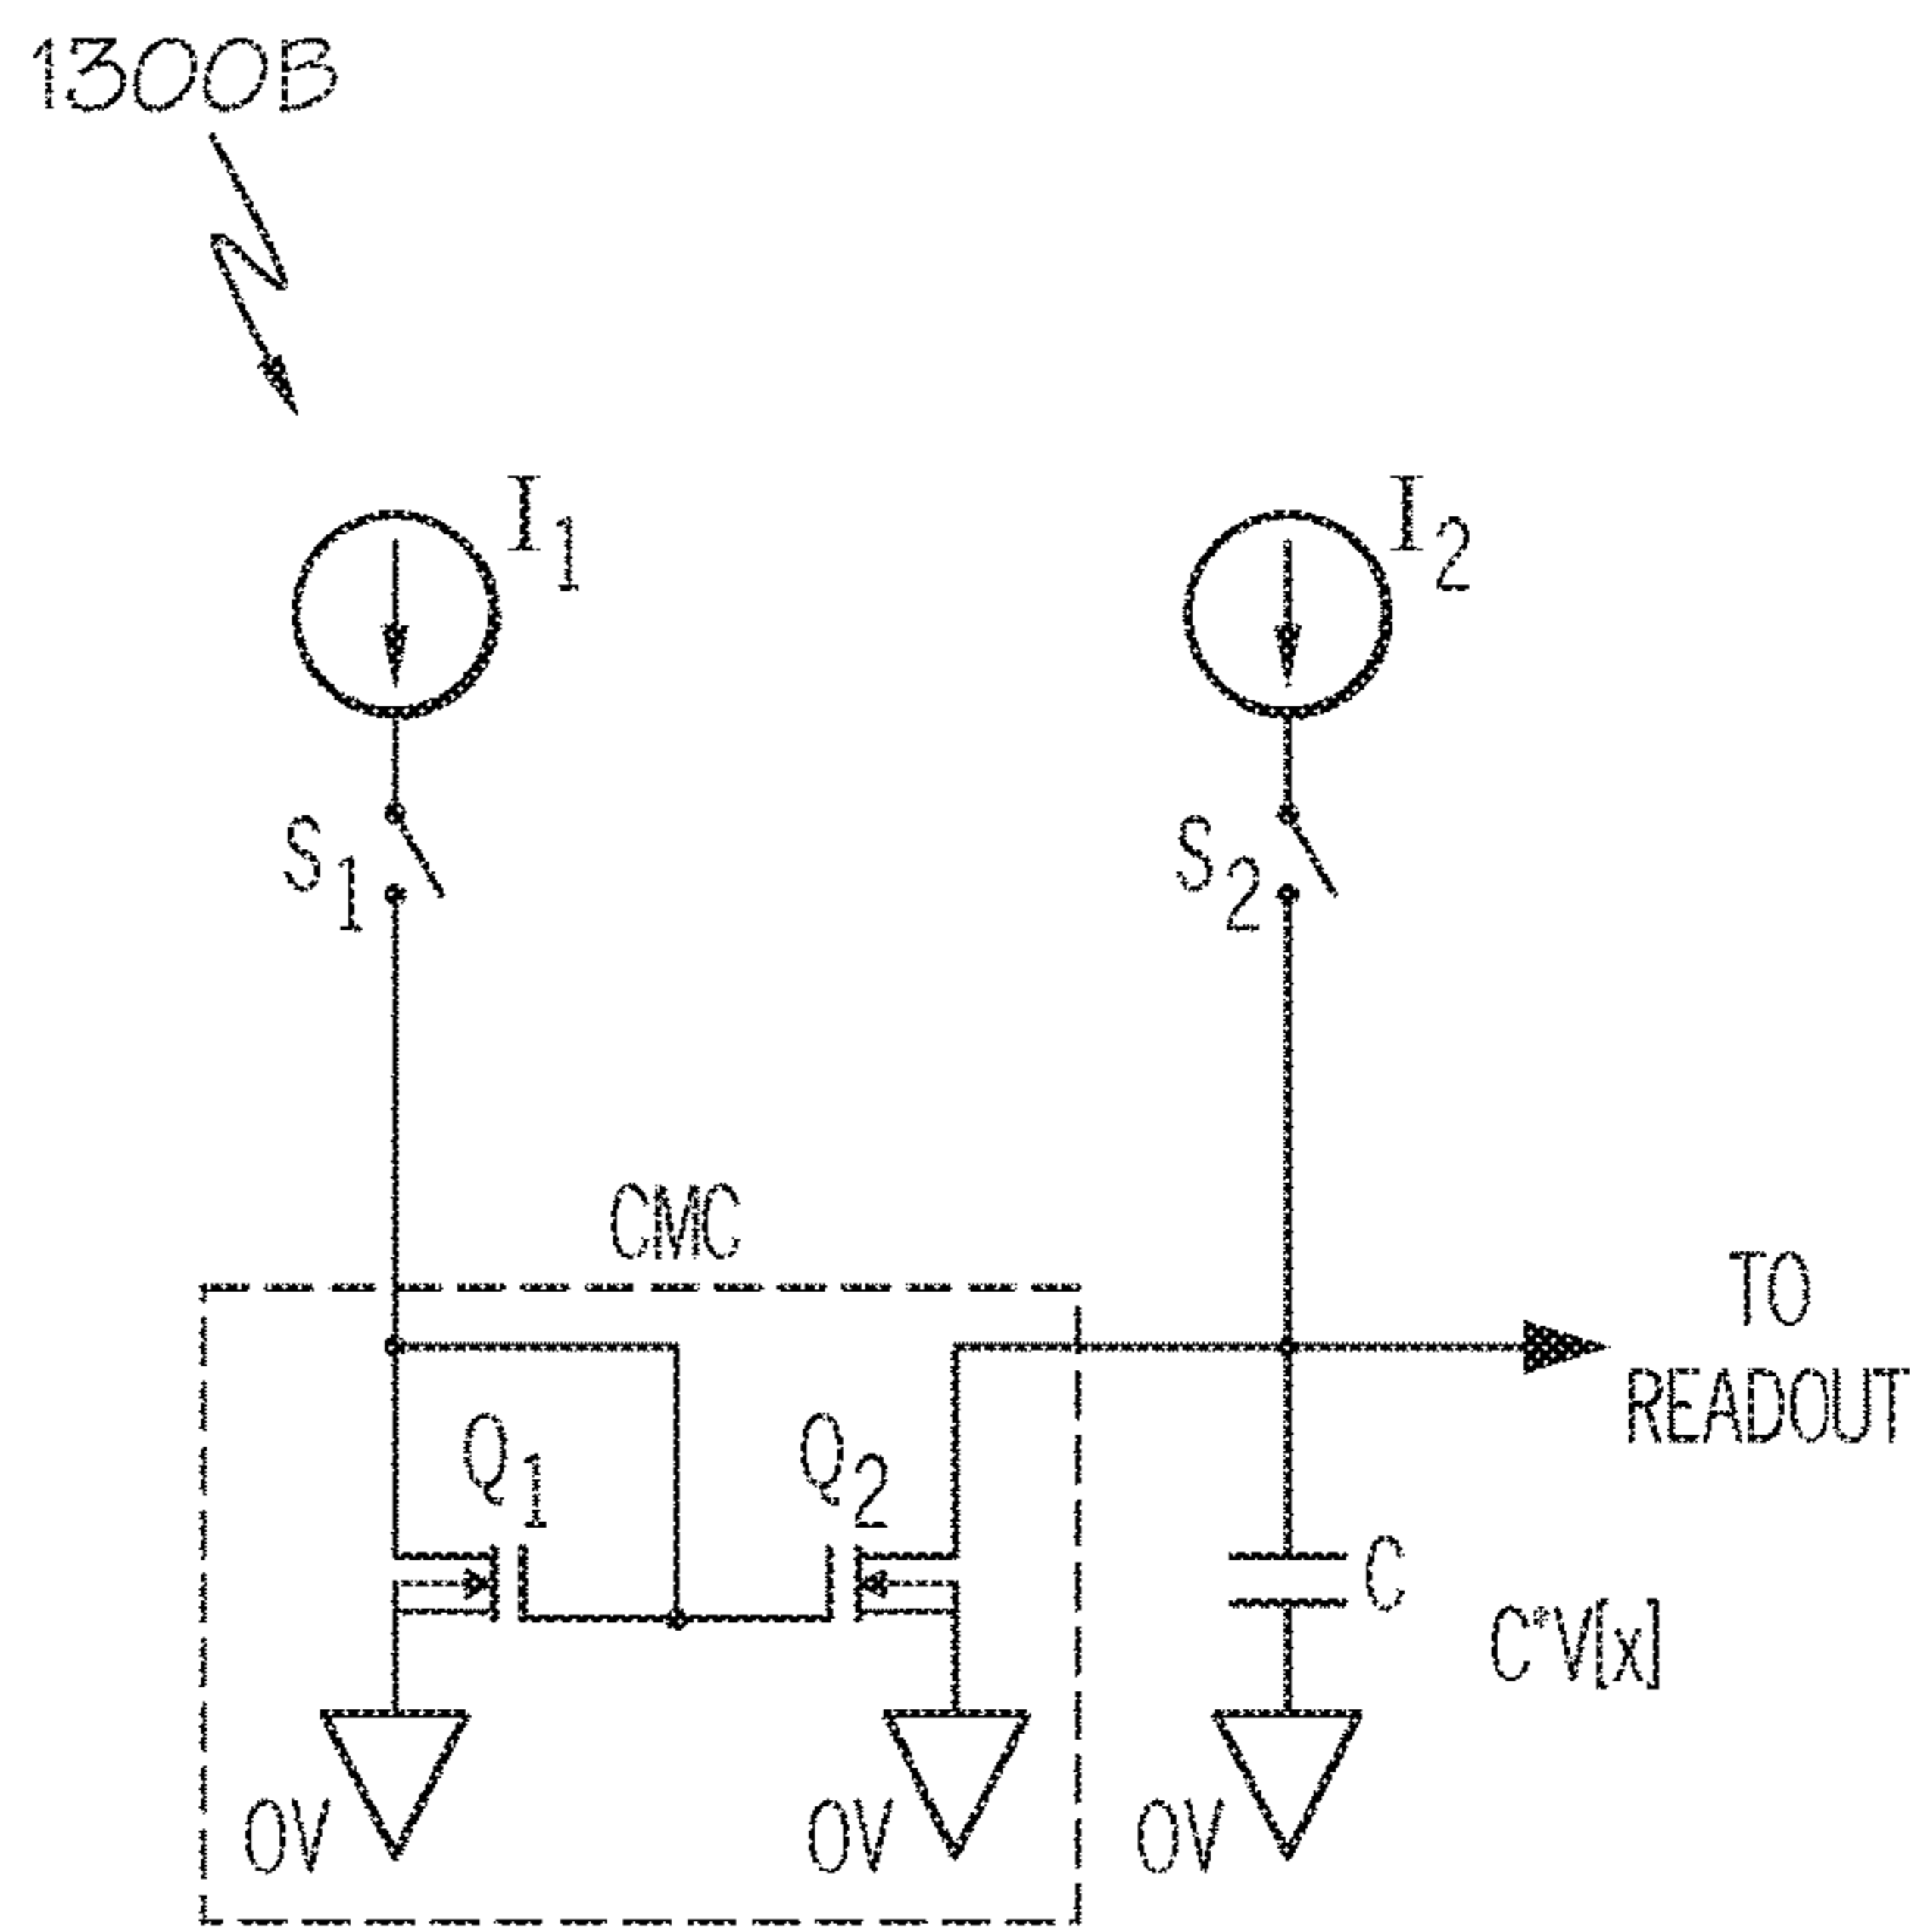 1300B
I1
I2
S1
S2
CMC
TO
READOUT
Q1
Q2
C
C*V[x]
0V
0V
0V